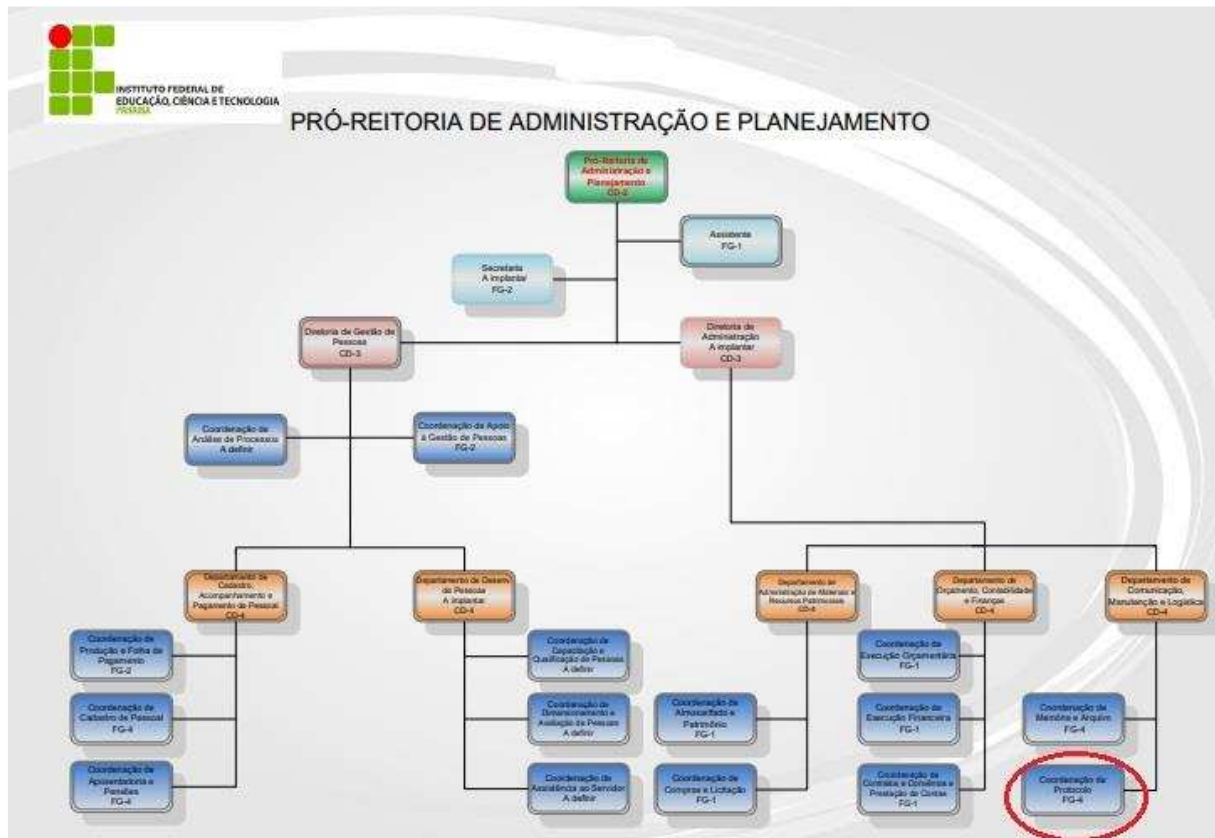 INSTITUTO FEDERAL DE
EDUCAÇÃO, CIÊNCIA E TECNOLOGIA
PARAÍBA
PRÓ-REITORIA DE ADMINISTRAÇÃO E PLANEJAMENTO
Pró-Reitoria de
Administração e
Planejamento
CD-2
Assistente
FG-1
Secretaria
A implantar
FG-2
Diretoria de Gestão de
Pessoas
CD-3
Diretoria de
Administração
A implantar
CD-3
Coordenação de
Análise de Processos
A definir
Coordenação de Apoio
à Gestão de Pessoas
FG-2
Departamento de
Cadastro,
Acompanhamento e
Pagamento de Pessoal
CD-4
Departamento de Desenv.
de Pessoas
A implantar
CD-4
Departamento de
Administração de Materiais e
Recursos Patrimoniais
CD-4
Departamento de
Orçamento, Contabilidade
e Finanças
CD-4
Departamento de
Comunicação,
Manutenção e Logística
CD-4
Coordenação de
Produção e Folha de
Pagamento
FG-2
Coordenação de
Cadastro de Pessoal
FG-4
Coordenação de
Aposentadoria e
Pensões
FG-4
Coordenação de
Capacitação e
Qualificação de Pessoas
A definir
Coordenação de
Dimensionamento e
Avaliação de Pessoas
A definir
Coordenação de
Assistência ao Servidor
A definir
Coordenação de
Almoxarifado e
Patrimônio
FG-1
Coordenação de
Compras e Licitação
FG-1
Coordenação de
Execução Orçamentária
FG-1
Coordenação de
Execução Financeira
FG-1
Coordenação de
Contratos e Convênios e
Prestação de Contas
FG-1
Coordenação de
Memória e Arquivo
FG-4
Coordenação de
Protocolo
FG-4